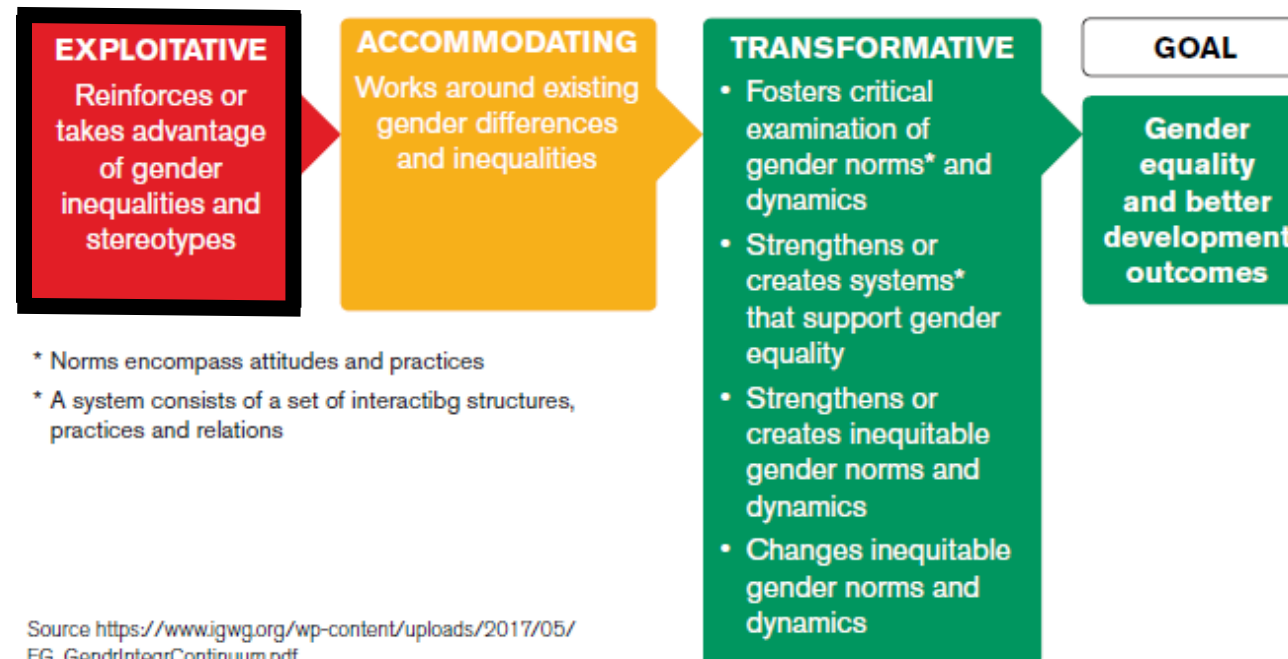 EXPLOITATIVE
Reinforces or
takes advantage
of gender
inequalities and
stereotypes
ACCOMMODATING
Works around existing
gender differences
and inequalities
TRANSFORMATIVE
• Fosters critical
examination of
gender norms* and
dynamics
• Strengthens or
creates systems*
that support gender
equality
• Strengthens or
creates inequitable
gender norms and
dynamics
• Changes inequitable
gender norms and
dynamics
GOAL
Gender
equality
and better
development
outcomes
* Norms encompass attitudes and practices
* A system consists of a set of interactibg structures,
practices and relations
Source https://www.igwg.org/wp-content/uploads/2017/05/
FG_GendrIntegrContinuum.pdf